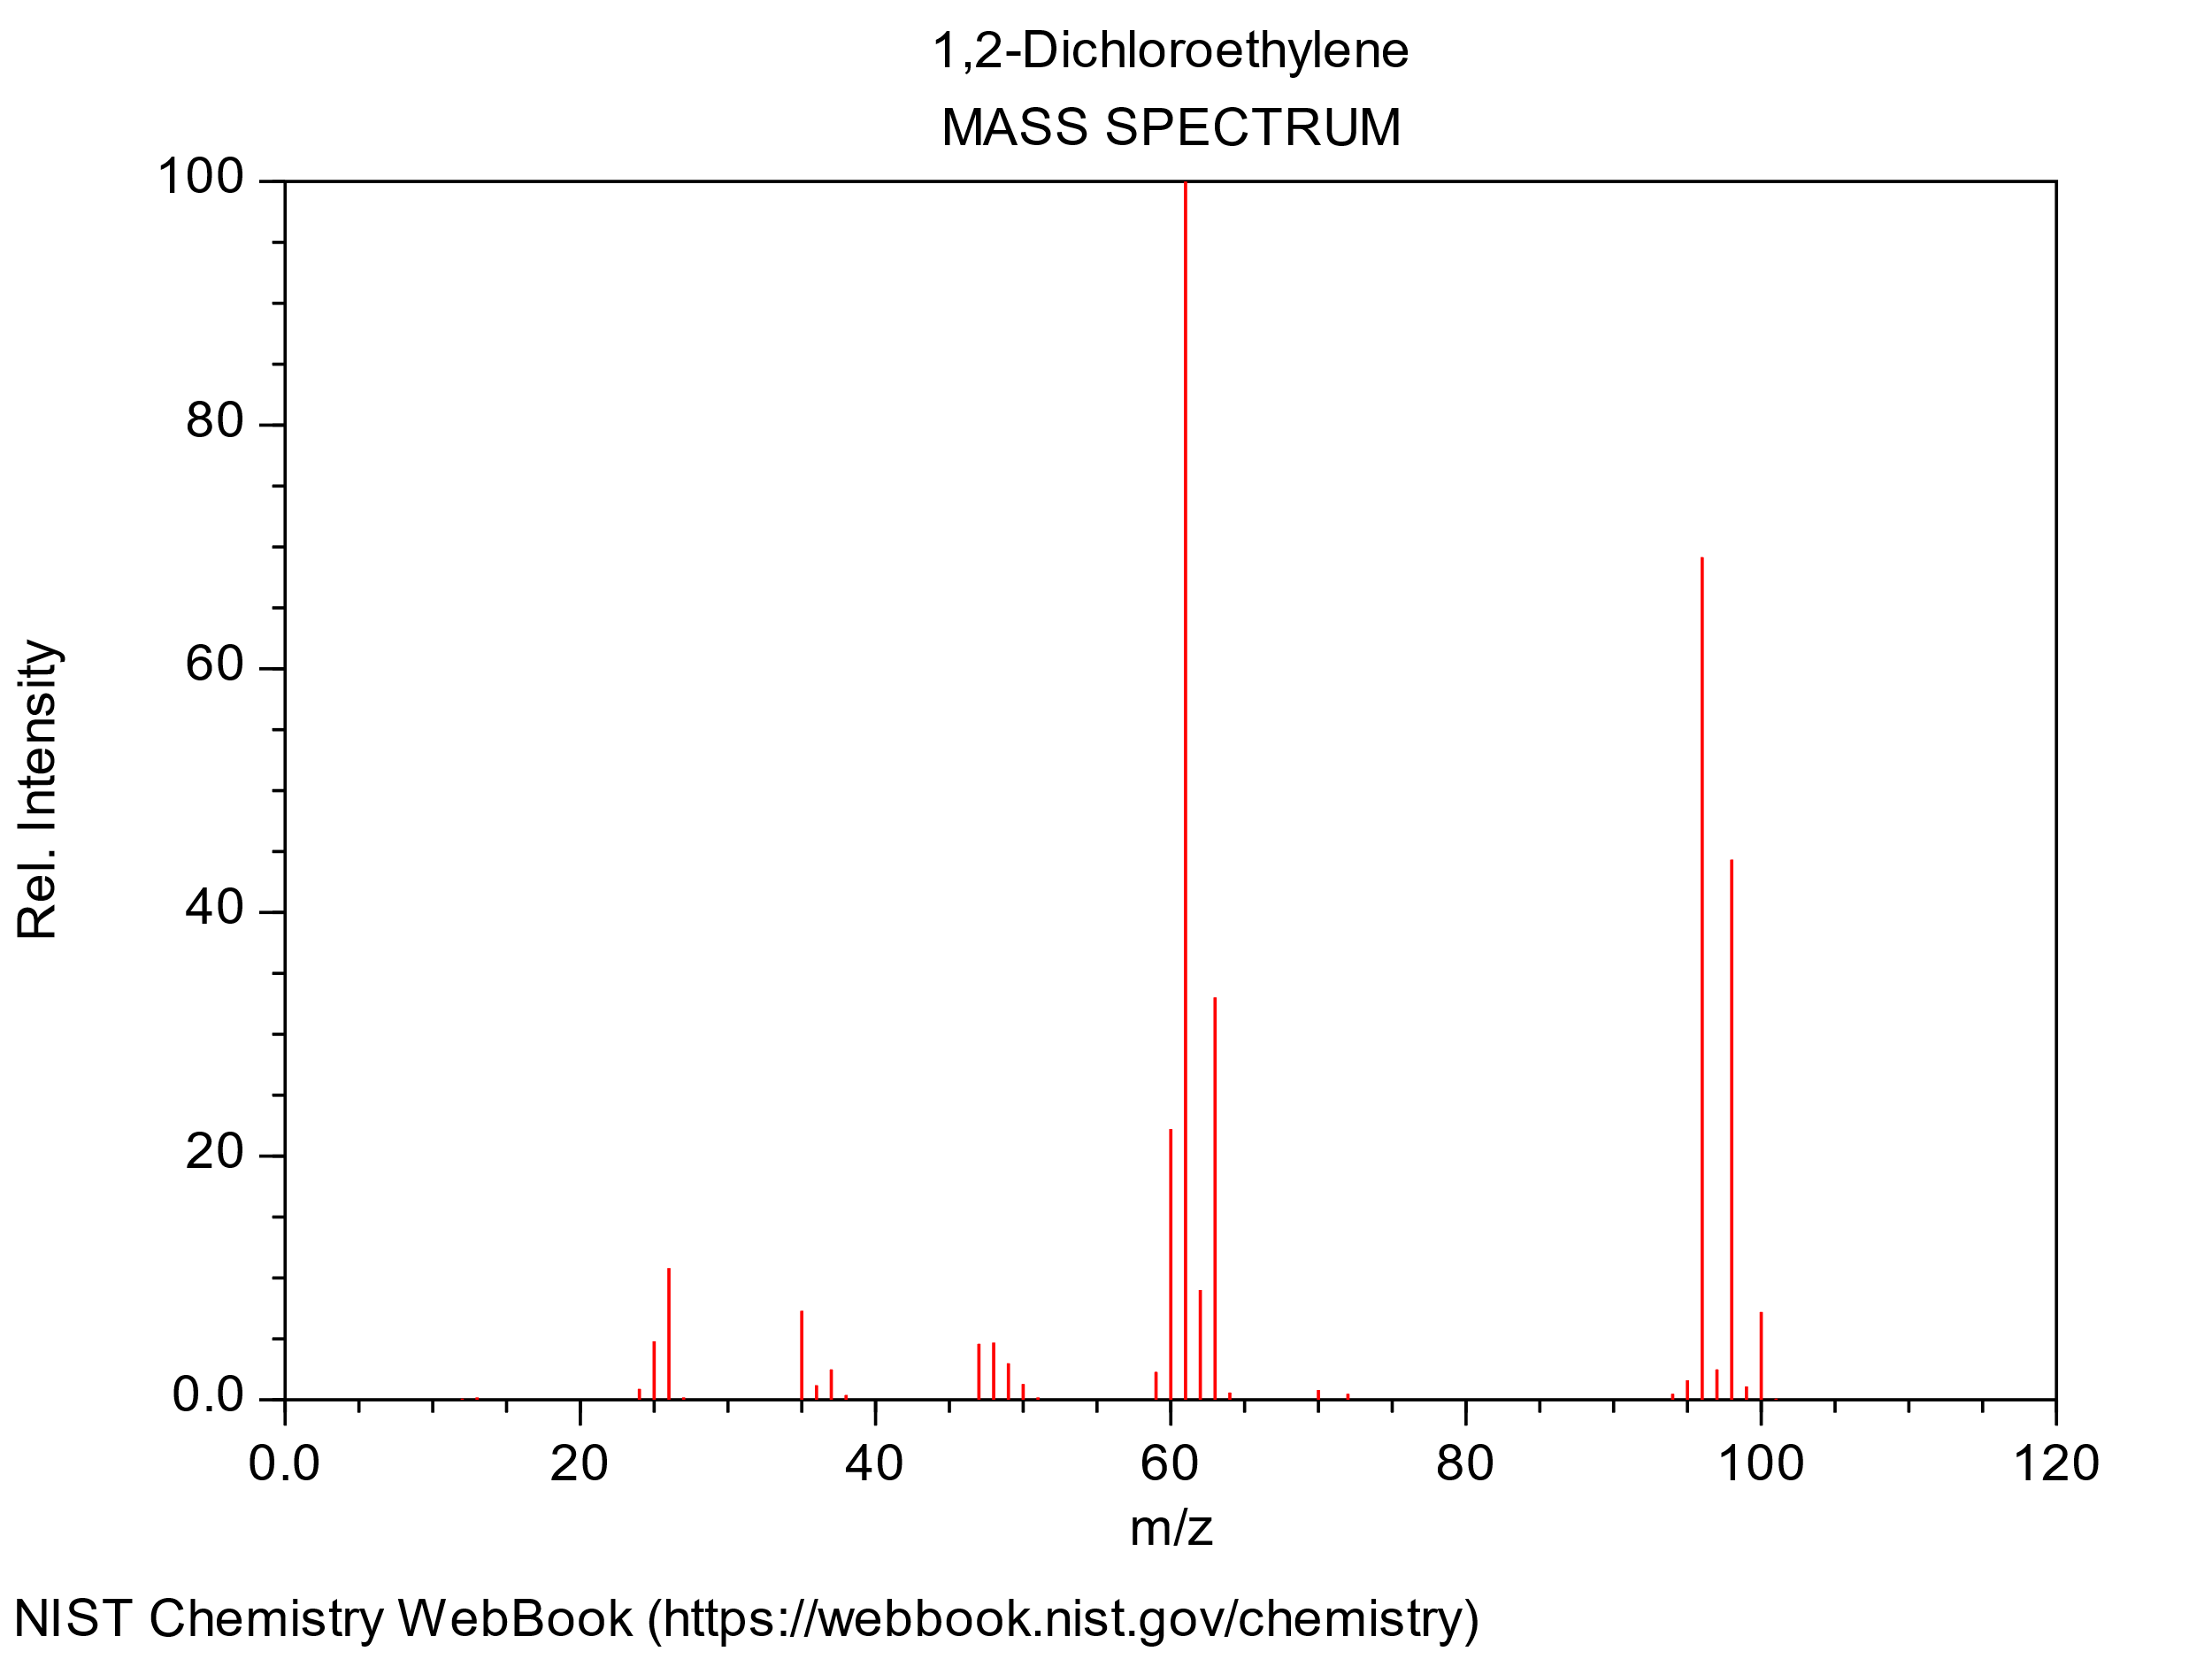 1,2-Dichloroethylene
MASS SPECTRUM
100
80
60
40
20
0.0
Rel. Intensity
0.0 20 40 60 80 100 120
m/z
NIST Chemistry WebBook (https://webbook.nist.gov/chemistry)